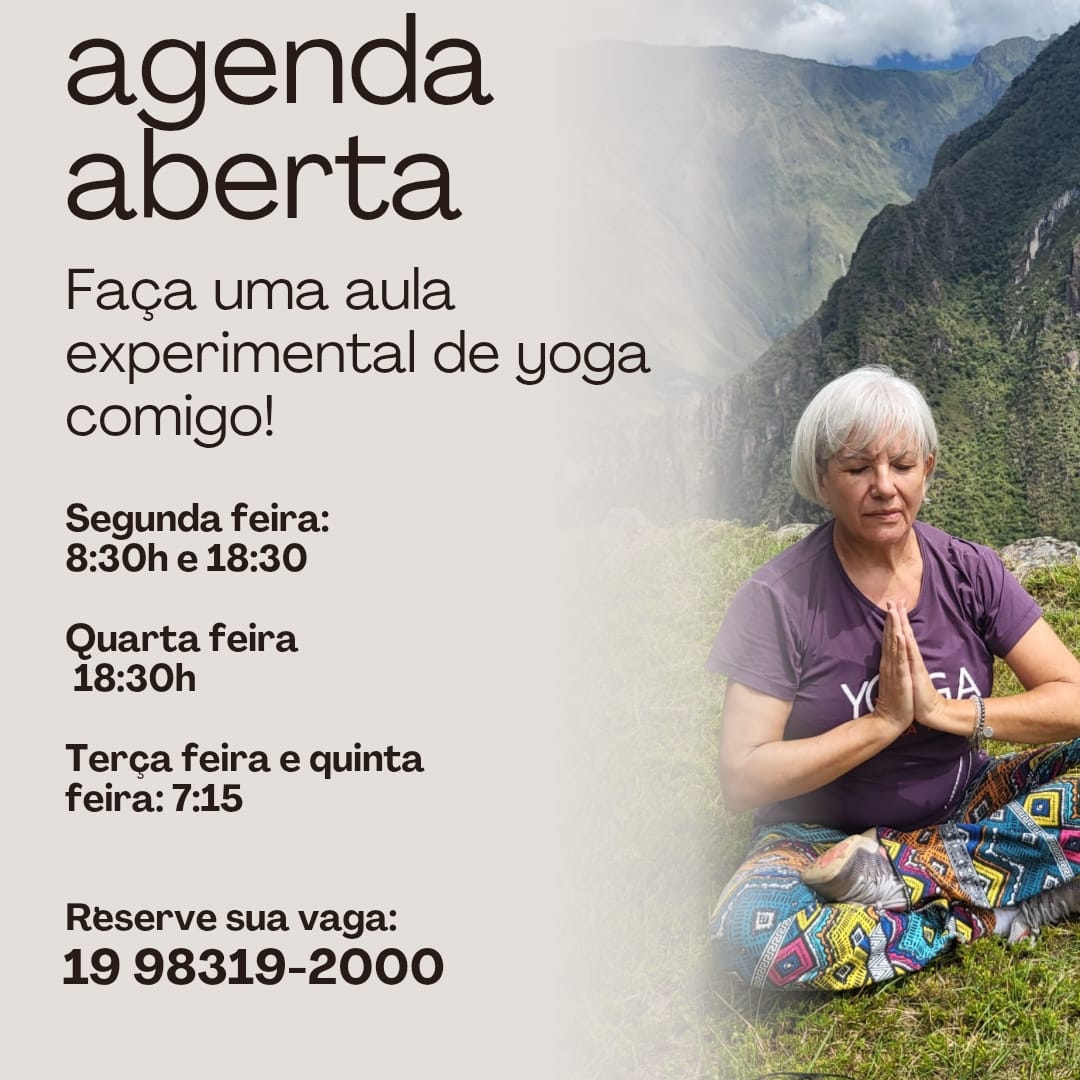 agenda
aberta
Faça uma aula
experimental de yoga
comigo!
Segunda feira:
8:30h e 18:30
Quarta feira
18:30h
Terça feira e quinta
feira: 7:15
Reserve sua vaga:
19 98319-2000